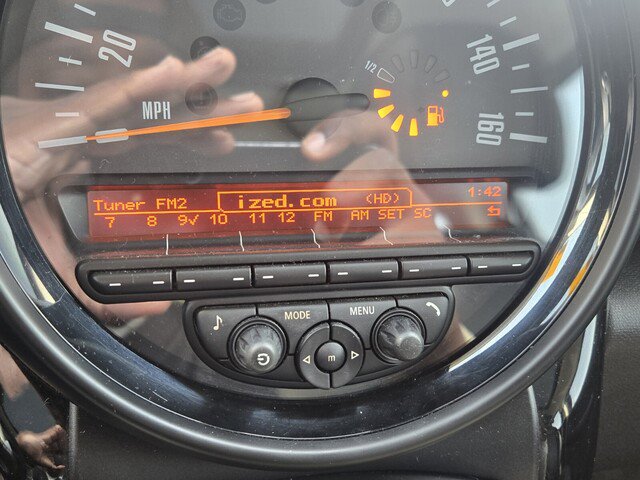 20
140
1/2
MPH
0
160
Tuner FM2 ized.com (HD) 1:42
7 8 9✓ 10 11 12 FM AM SET SC
MODE MENU
m